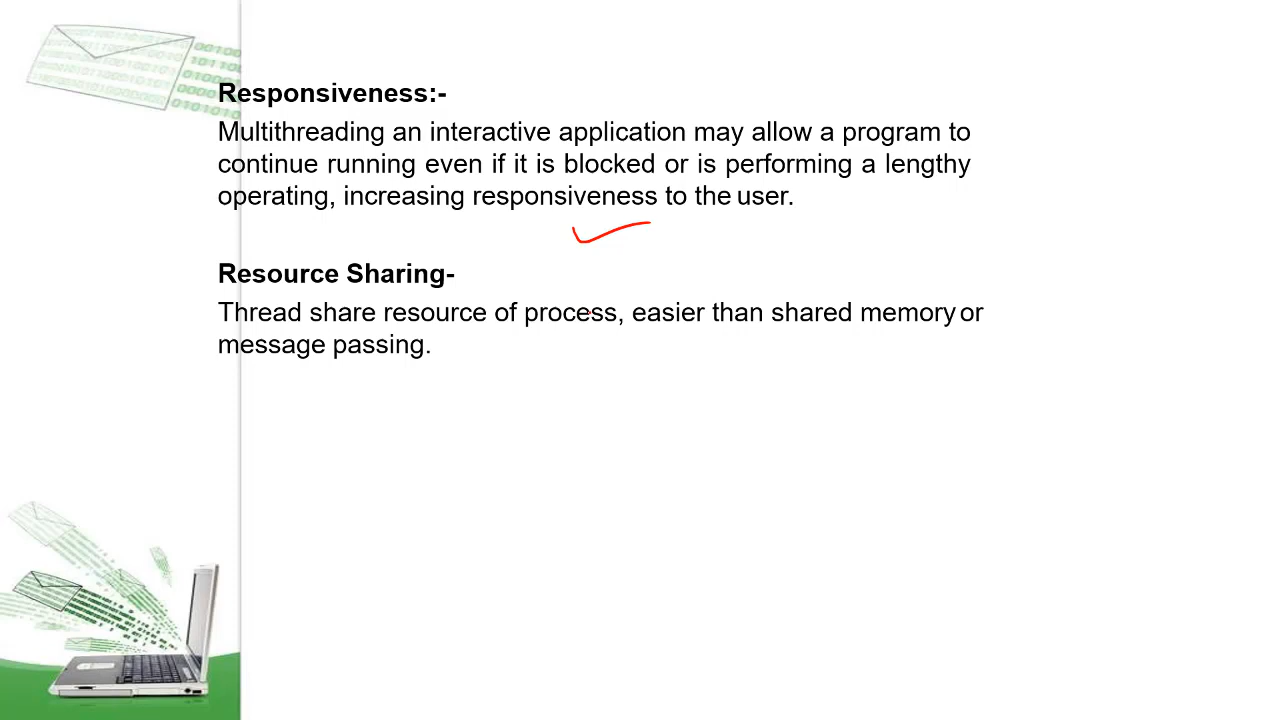 Responsiveness:-
Multithreading an interactive application may allow a program to
continue running even if it is blocked or is performing a lengthy
operating, increasing responsiveness to the user.
Resource Sharing-
Thread share resource of process, easier than shared memory or
message passing.